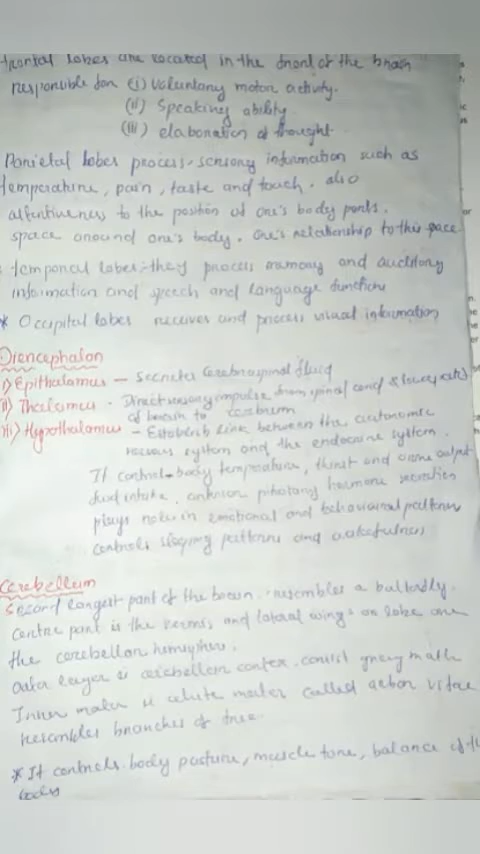 frontal lobes are located in the front of the brain
responsible for (i) voluntary motor activity.
(ii) Speaking ability
(iii) elaboration of thought.
Parietal lobes process sensory information such as
temperature, pain, taste and touch. also
attentiveness to the position of one's body parts.
space around one's body. One's relationship to this
temporal lobes:- they process memory and auditory
information and speech and language functions
* Occipital lobes receives and process visual information
Diencephalon
i) Epithalamus - Secretes Cerebrospinal fluid
ii) Thalamus - Direct sensory impulse from spinal cord & lower
of brain to cerebrum
iii) Hypothalamus - Establish link between the autonomic
nervous system and the endocrine system.
It controls body temperature, thirst and urine output
food intake, hormone secretion
plays role in emotional and behavioural patterns
controls sleeping patterns and wakefulness
Cerebellum
Second largest part of the brain. resembles a butterfly.
centre part is the vermis and lateral wings or lobe are
the cerebellar hemisphere.
outer layer is cerebellum cortex. consist grey
Inner matter is white matter called arbor vitae
resembles branches of tree.
* It controls body posture, muscle tone, balance of
body